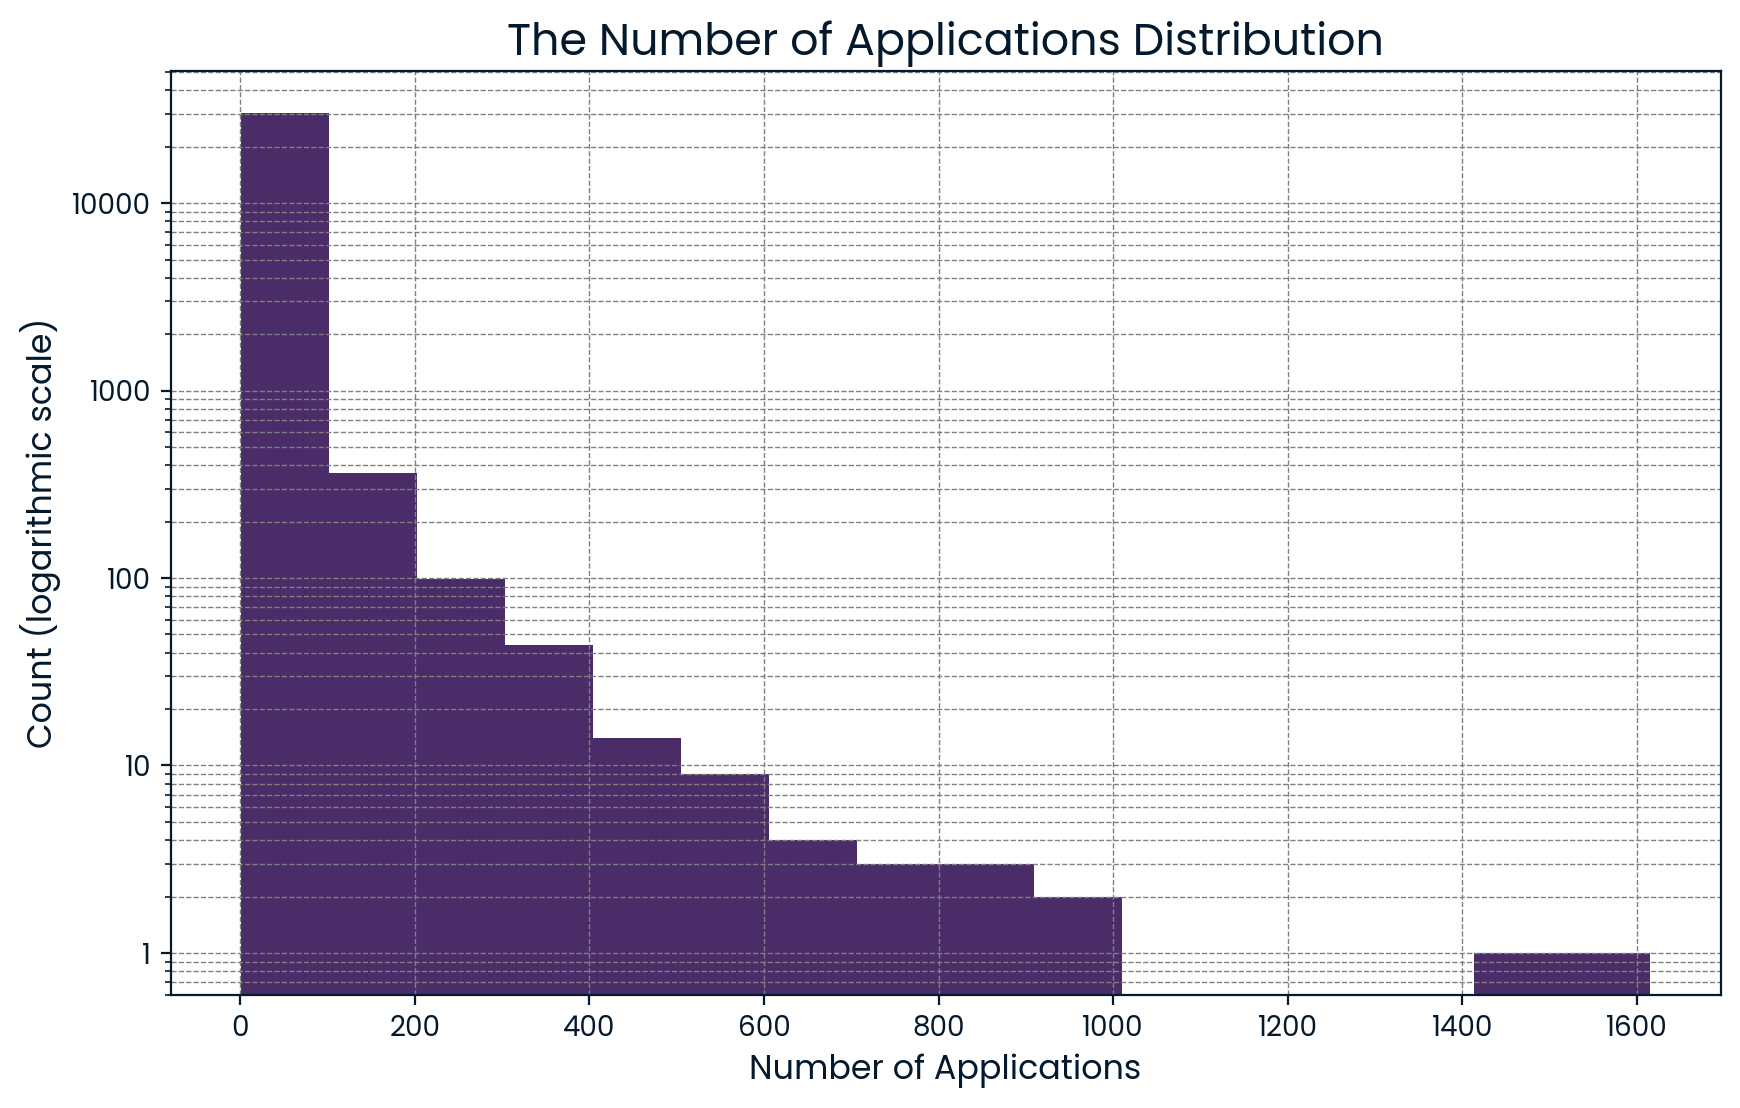 The Number of Applications Distribution
Count (logarithmic scale)
10000
1000
100
10
1
0 200 400 600 800 1000 1200 1400 1600
Number of Applications